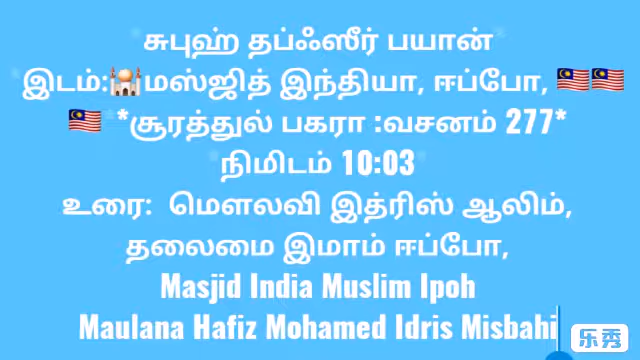 சுபுஹ் தப்ஃஸீர் பயான்
இடம்:🕌மஸ்ஜித் இந்தியா, ஈப்போ, 🇲🇾🇲🇾
🇲🇾 *சூரத்துல் பகரா :வசனம் 277*
நிமிடம் 10:03
உரை: மௌலவி இத்ரிஸ் ஆலிம்,
தலைமை இமாம் ஈப்போ,
Masjid India Muslim Ipoh
Maulana Hafiz Mohamed Idris Misbahi
乐秀